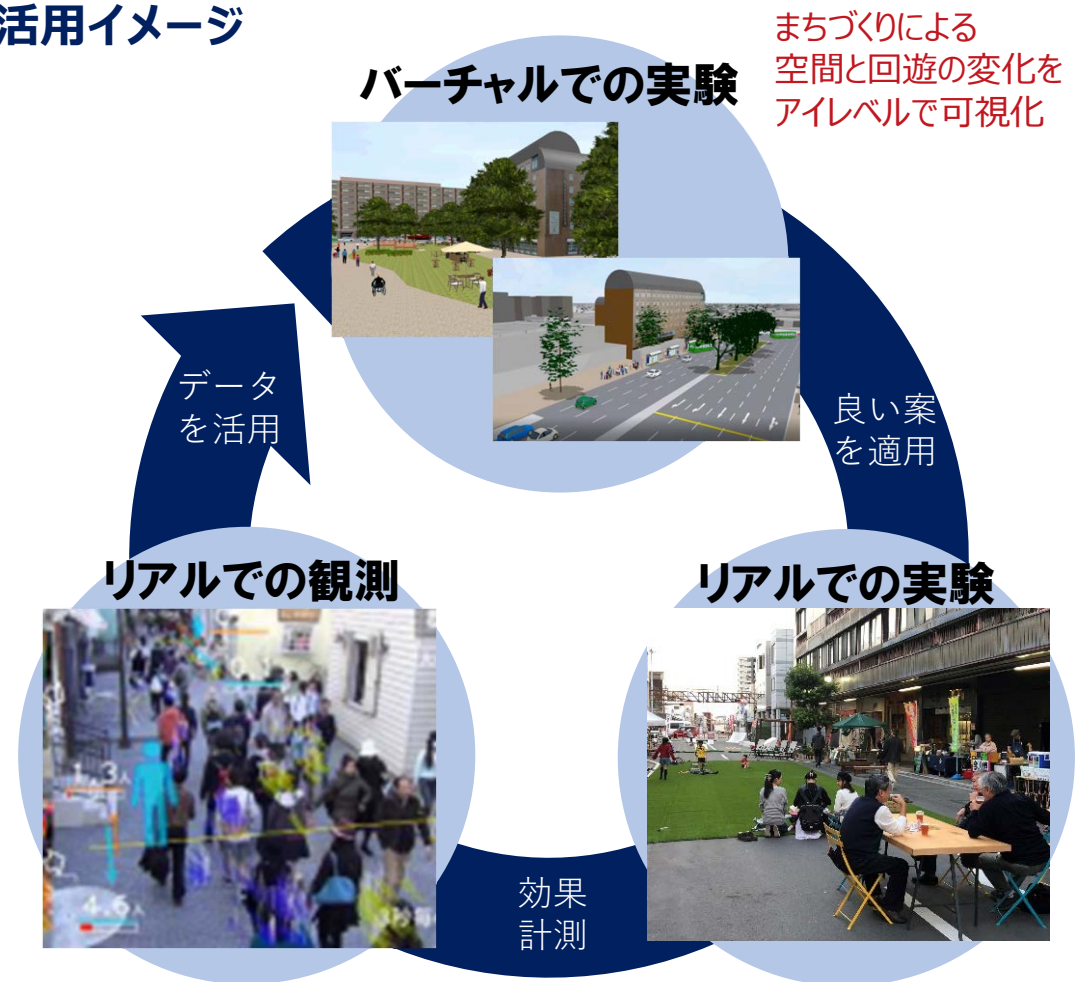 活用イメージ
まちづくりによる
空間と回遊の変化を
アイレベルで可視化
バーチャルでの実験
データ
を活用
良い案
を適用
リアルでの観測
リアルでの実験
4.6人
効果
計測